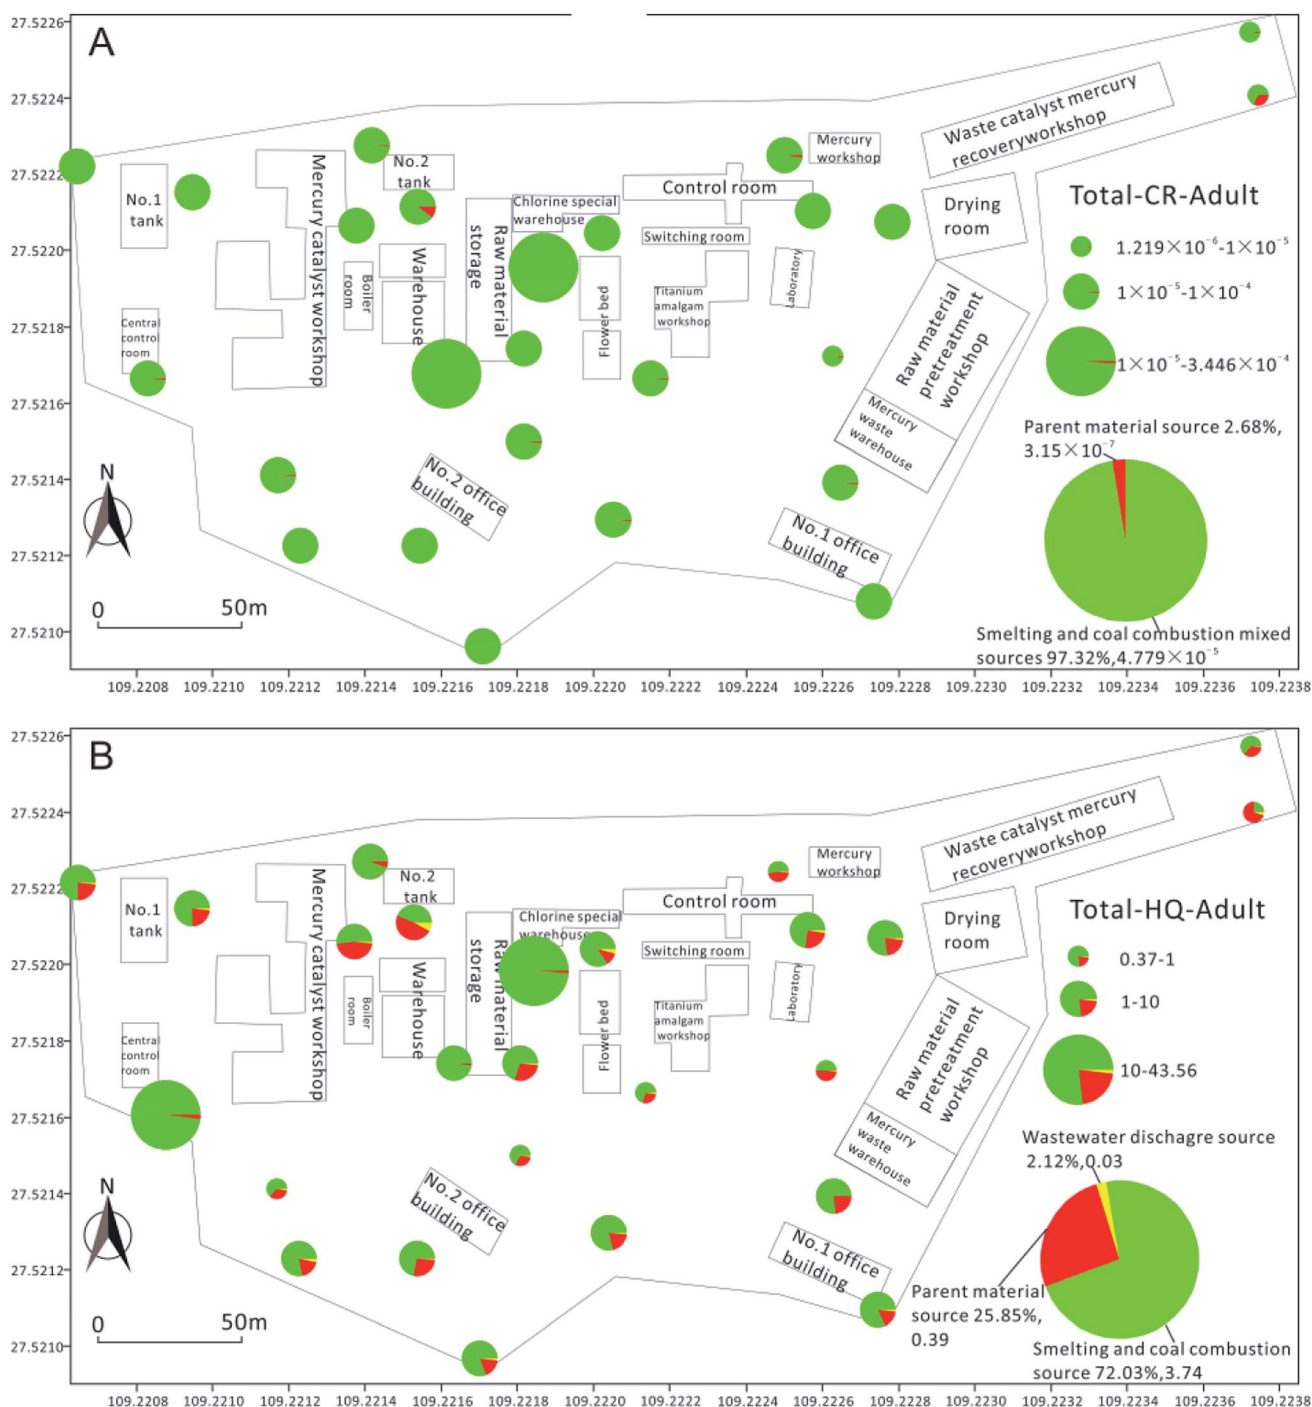 A
27.5226
27.5224
27.5222
27.5220
27.5218
27.5216
27.5214
27.5212
27.5210
No.1
tank
Central
control
room
Mercury catalyst workshop
No.2
tank
Boiler
room
Warehouse
Raw material
storage
Chlorine special
warehouse
Flower bed
Control room
Switching room
Titanium
amalgam
workshop
Laboratory
Mercury
workshop
Waste catalyst mercury
recoveryworkshop
Drying
room
Raw material
pretreatment
workshop
Mercury
waste
warehouse
No.2 office
building
No.1 office
building
N
0 50m
Total-CR-Adult
1.219×10⁻⁶-1×10⁻⁵
1×10⁻⁵-1×10⁻⁴
1×10⁻⁵-3.446×10⁻⁴
Parent material source 2.68%,
3.15×10⁻⁷
Smelting and coal combustion mixed
sources 97.32%,4.779×10⁻⁵
109.2208 109.2210 109.2212 109.2214 109.2216 109.2218 109.2220 109.2222 109.2224 109.2226 109.2228 109.2230 109.2232 109.2234 109.2236 109.2238
B
27.5226
27.5224
27.5222
27.5220
27.5218
27.5216
27.5214
27.5212
27.5210
No.1
tank
Central
control
room
Mercury catalyst workshop
No.2
tank
Boiler
room
Warehouse
Raw material
storage
Chlorine special
warehouse
Flower bed
Control room
Switching room
Titanium
amalgam
workshop
Laboratory
Mercury
workshop
Waste catalyst mercury
recoveryworkshop
Drying
room
Raw material
pretreatment
workshop
Mercury
waste
warehouse
No.2 office
building
No.1 office
building
N
0 50m
Total-HQ-Adult
0.37-1
1-10
10-43.56
Wastewater dischagre source
2.12%,0.03
Parent material
source 25.85%,
0.39
Smelting and coal combustion
source 72.03%,3.74
109.2208 109.2210 109.2212 109.2214 109.2216 109.2218 109.2220 109.2222 109.2224 109.2226 109.2228 109.2230 109.2232 109.2234 109.2236 109.2238